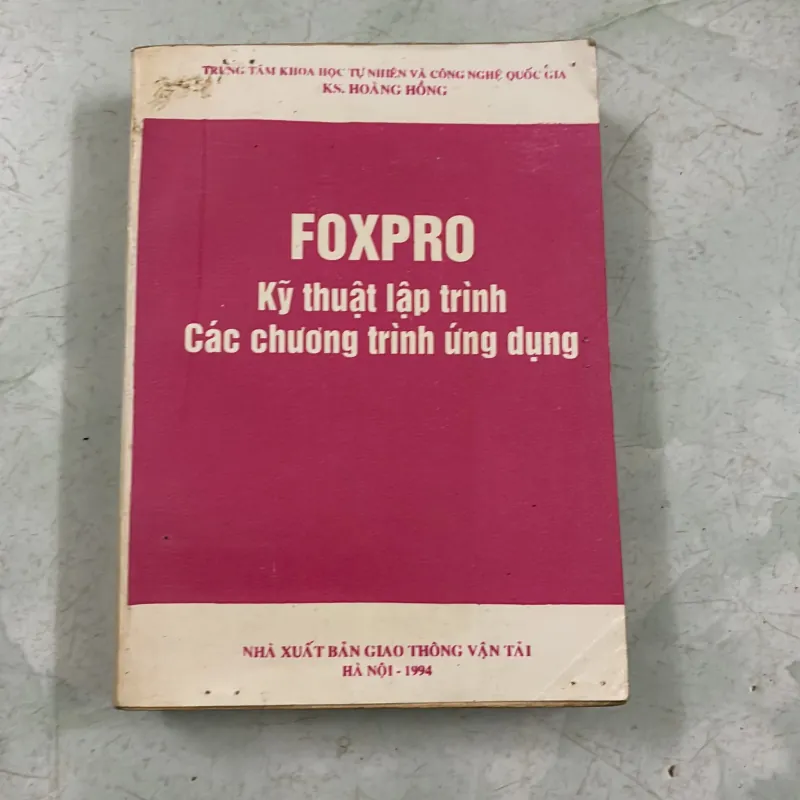 TRUNG TÂM KHOA HỌC TỰ NHIÊN VÀ CÔNG NGHỆ QUỐC GIA
KS. HOÀNG HỒNG
FOXPRO
Kỹ thuật lập trình
Các chương trình ứng dụng
NHÀ XUẤT BẢN GIAO THÔNG VẬN TẢI
HÀ NỘI - 1994